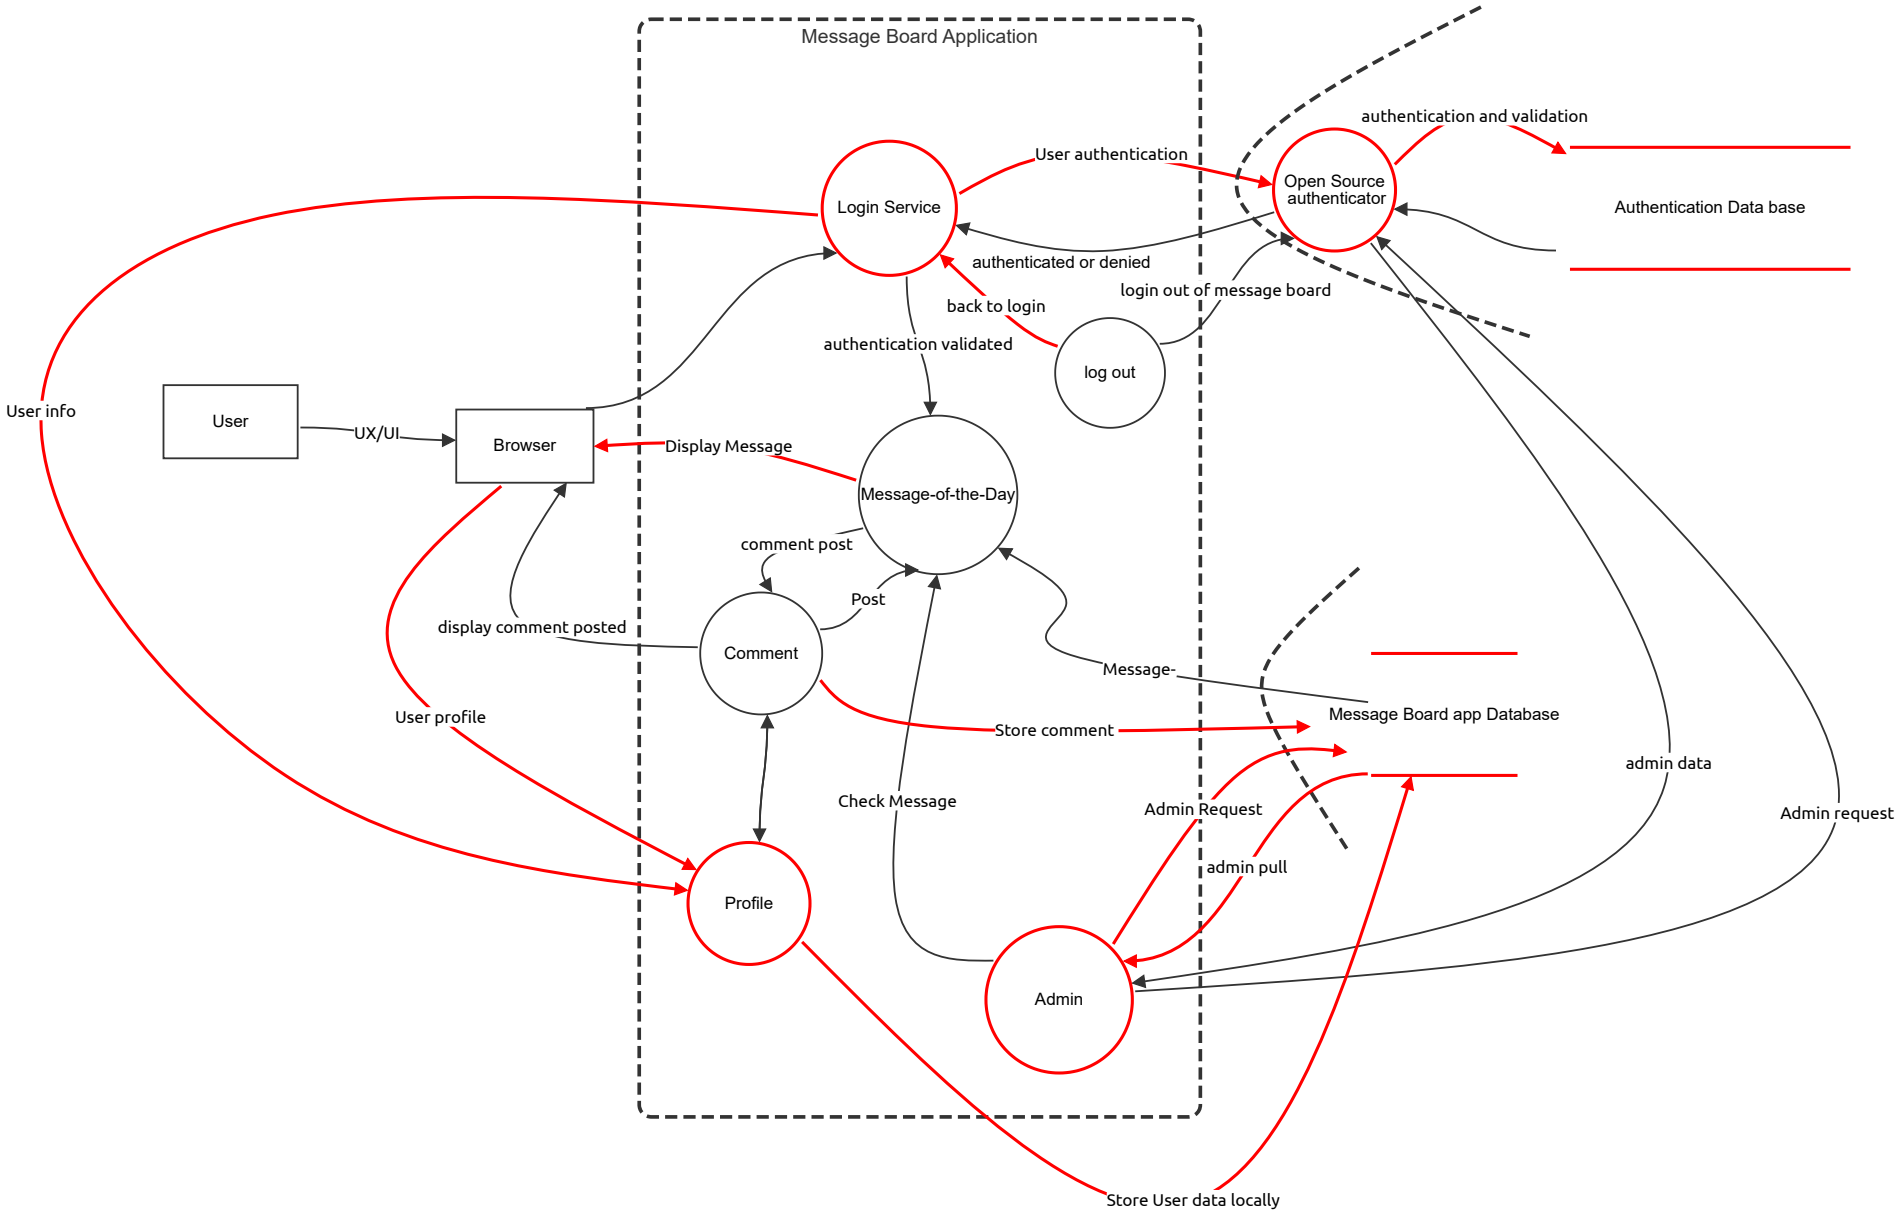 Message Board Application
authentication and validation
User authentication
Open Source
authenticator
Login Service
Authentication Data base
authenticated or denied
login out of message board
back to login
authentication validated
log out
User info
User
UX/UI
Browser
Display Message
Message-of-the-Day
comment post
Post
display comment posted
Comment
Message-
User profile
Store comment
Message Board app Database
admin data
Check Message
Admin Request
Admin request
admin pull
Profile
Admin
Store User data locally